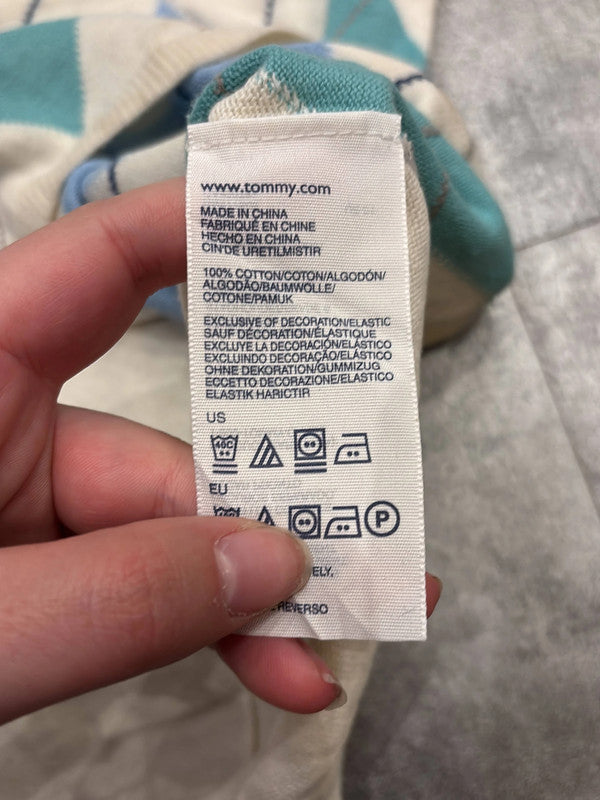 www.tommy.com
MADE IN CHINA
FABRIQUÉ EN CHINE
HECHO EN CHINA
CIN'DE URETILMISTIR
100% COTTON/COTON/ALGODÓN/
ALGODÃO/BAUMWOLLE/
COTONE/PAMUK
EXCLUSIVE OF DECORATION/ELASTIC
SAUF DÉCORATION/ÉLASTIQUE
EXCLUYE LA DECORACIÓN/ELÁSTICO
EXCLUINDO DECORAÇÃO/ELÁSTICO
OHNE DEKORATION/GUMMIZUG
ECCETTO DECORAZIONE/ELASTICO
ELASTIK HARICTIR
US
40C
EU
P
ELY,
REVERSO